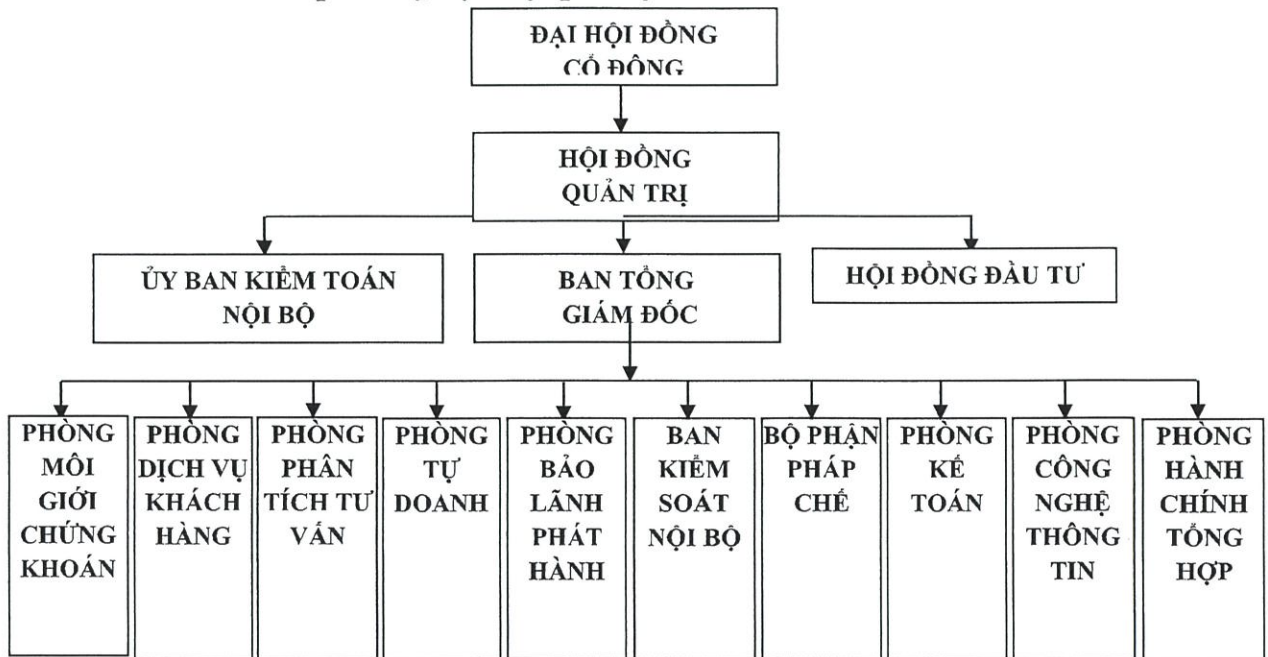 ĐẠI HỘI ĐỒNG
CỔ ĐÔNG
HỘI ĐỒNG
QUẢN TRỊ
ỦY BAN KIỂM TOÁN
NỘI BỘ
BAN TỔNG
GIÁM ĐỐC
HỘI ĐỒNG ĐẦU TƯ
PHÒNG
MÔI
GIỚI
CHỨNG
KHOÁN
PHÒNG
DỊCH VỤ
KHÁCH
HÀNG
PHÒNG
PHÂN
TÍCH TƯ
VẤN
PHÒNG
TỰ
DOANH
PHÒNG
BẢO
LÃNH
PHÁT
HÀNH
BAN
KIỂM
SOÁT
NỘI BỘ
BỘ PHẬN
PHÁP
CHẾ
PHÒNG
KẾ
TOÁN
PHÒNG
CÔNG
NGHỆ
THÔNG
TIN
PHÒNG
HÀNH
CHÍNH
TỔNG
HỢP